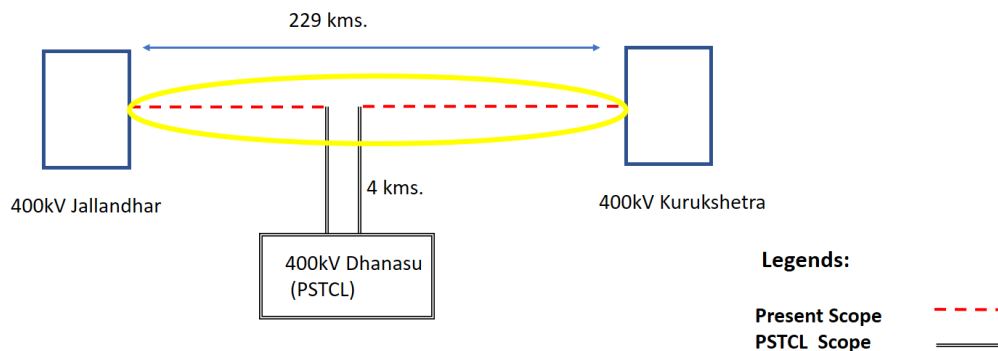 229 kms.
4 kms.
400kV Jallandhar
400kV Kurukshetra
400kV Dhanasu
(PSTCL)
Legends:
Present Scope
PSTCL Scope